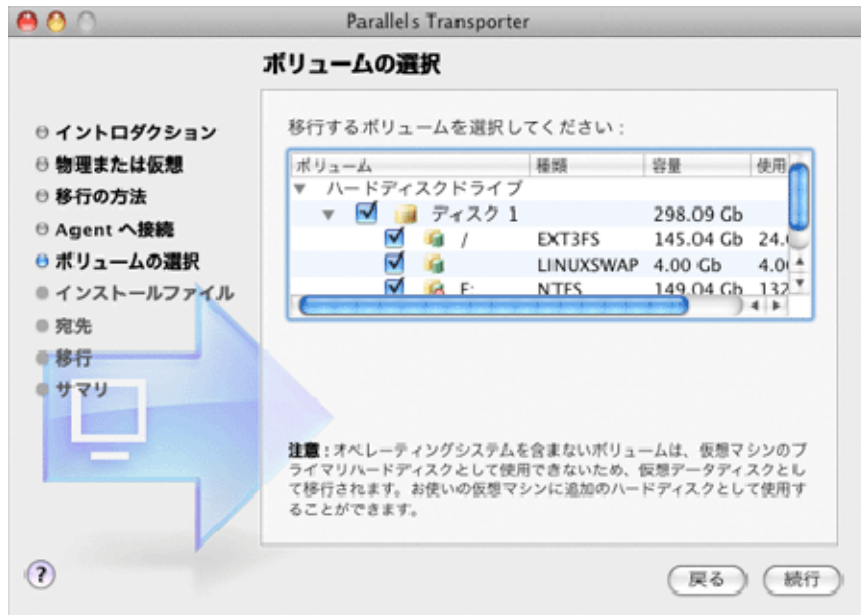 Parallels Transporter
ボリュームの選択
イントロダクション
物理または仮想
移行の方法
Agent へ接続
ボリュームの選択
インストールファイル
宛先
移行
サマリ
移行するボリュームを選択してください：
ボリューム 種類 容量 使用
ハードディスクドライブ
ディスク 1 298.09 Gb
/ EXT3FS 145.04 Gb 24.
LINUXSWAP 4.00 Gb 4.0
F: NTFS 149.04 Gb 132
注意：オペレーティングシステムを含まないボリュームは、仮想マシンのプ
ライマリハードディスクとして使用できないため、仮想データディスクとし
て移行されます。お使いの仮想マシンに追加のハードディスクとして使用す
ることができます。
?
戻る 続行